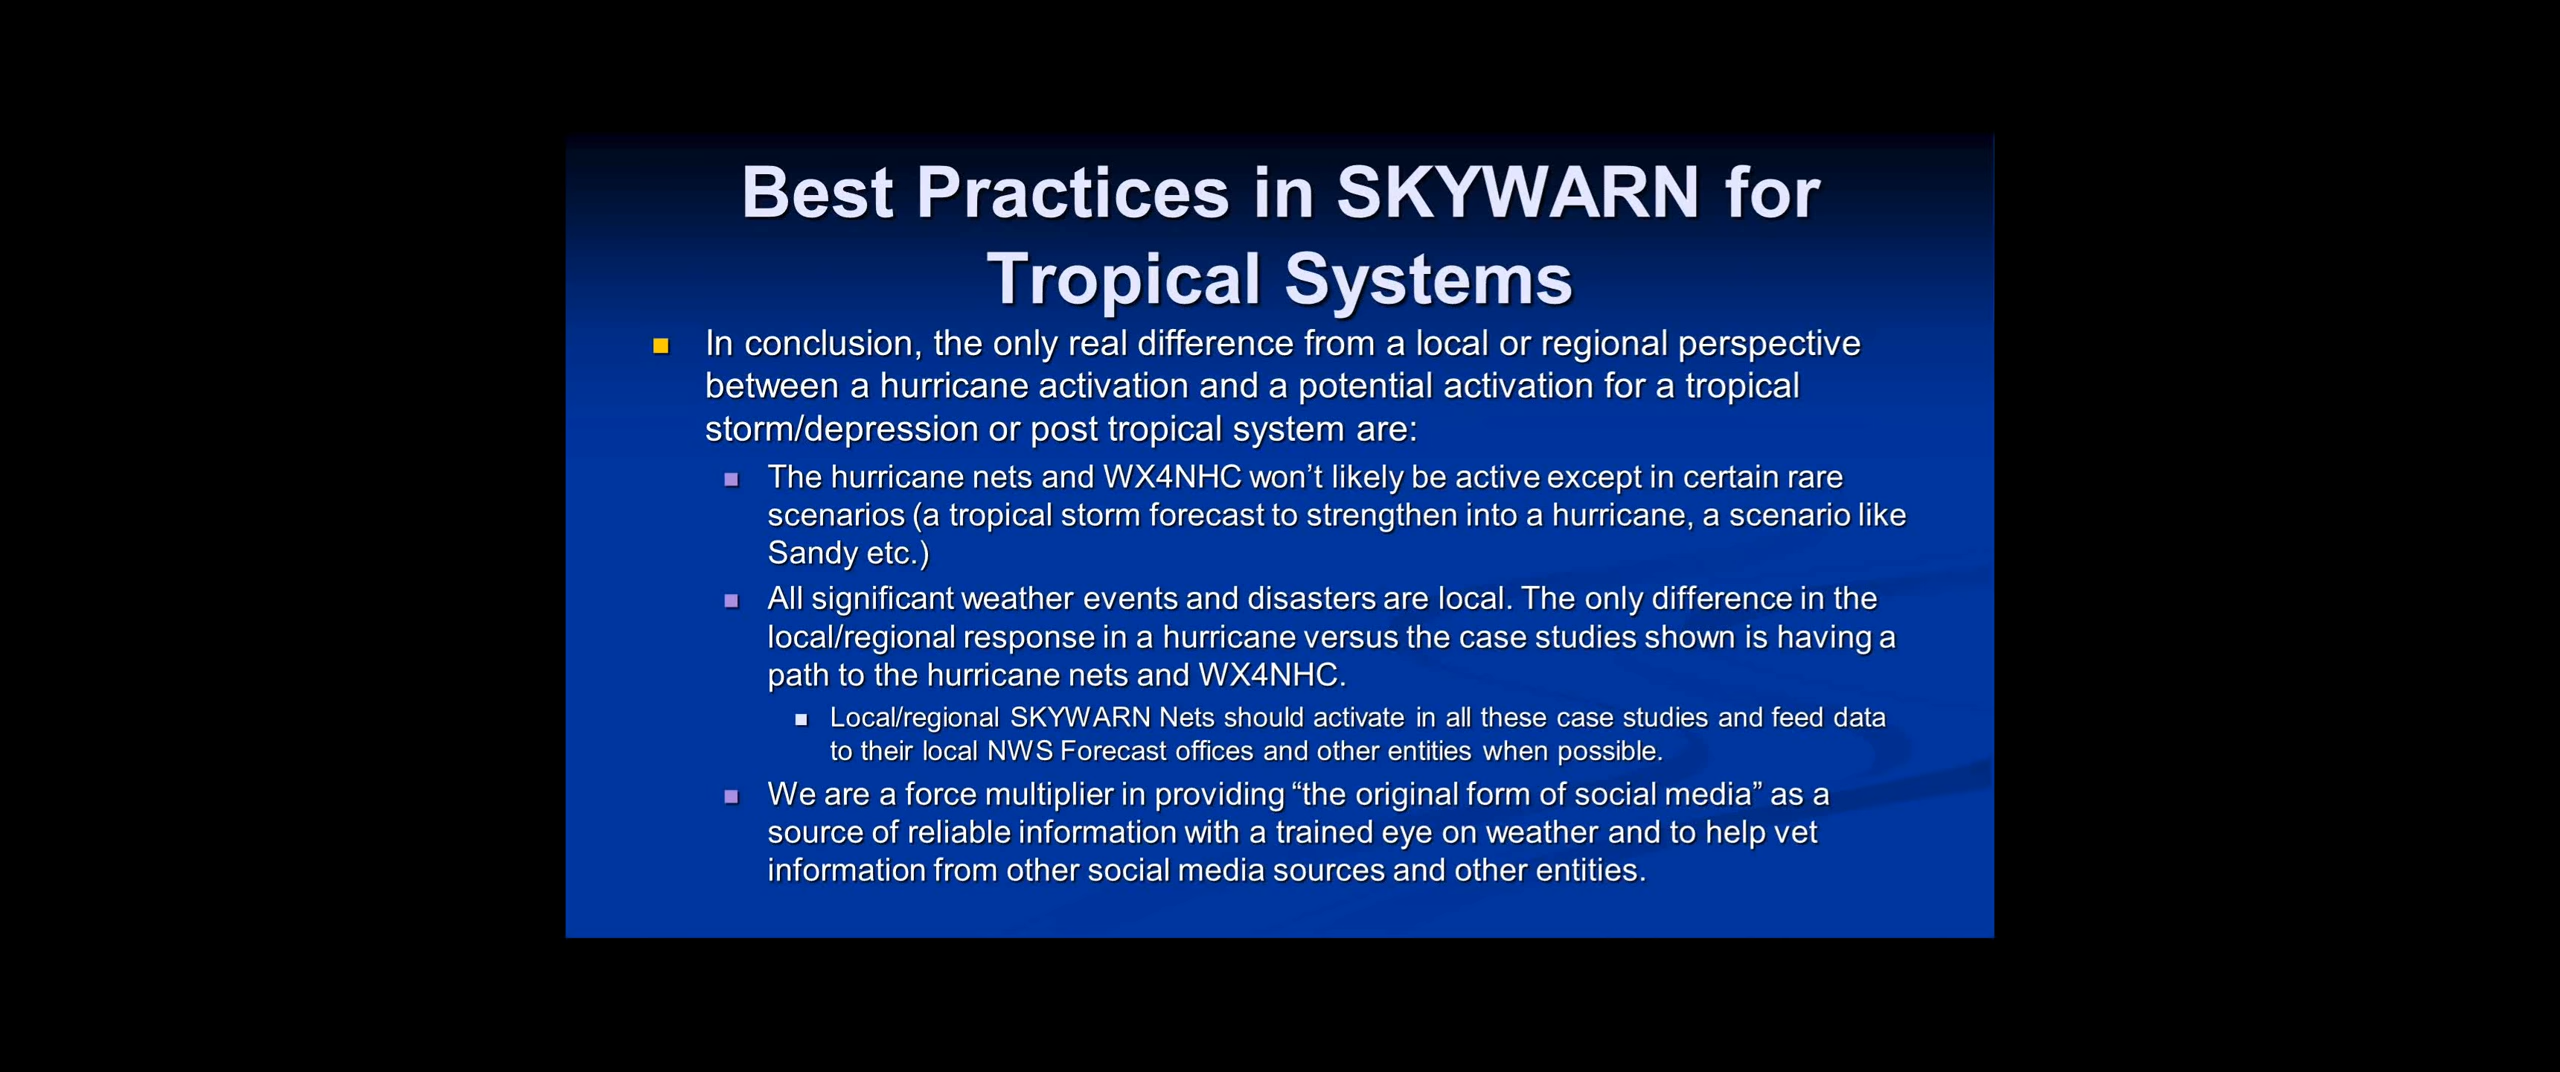 Best Practices in SKYWARN for
Tropical Systems
In conclusion, the only real difference from a local or regional perspective
between a hurricane activation and a potential activation for a tropical
storm/depression or post tropical system are:
The hurricane nets and WX4NHC won’t likely be active except in certain rare
scenarios (a tropical storm forecast to strengthen into a hurricane, a scenario like
Sandy etc.)
All significant weather events and disasters are local. The only difference in the
local/regional response in a hurricane versus the case studies shown is having a
path to the hurricane nets and WX4NHC.
Local/regional SKYWARN Nets should activate in all these case studies and feed data
to their local NWS Forecast offices and other entities when possible.
We are a force multiplier in providing “the original form of social media” as a
source of reliable information with a trained eye on weather and to help vet
information from other social media sources and other entities.